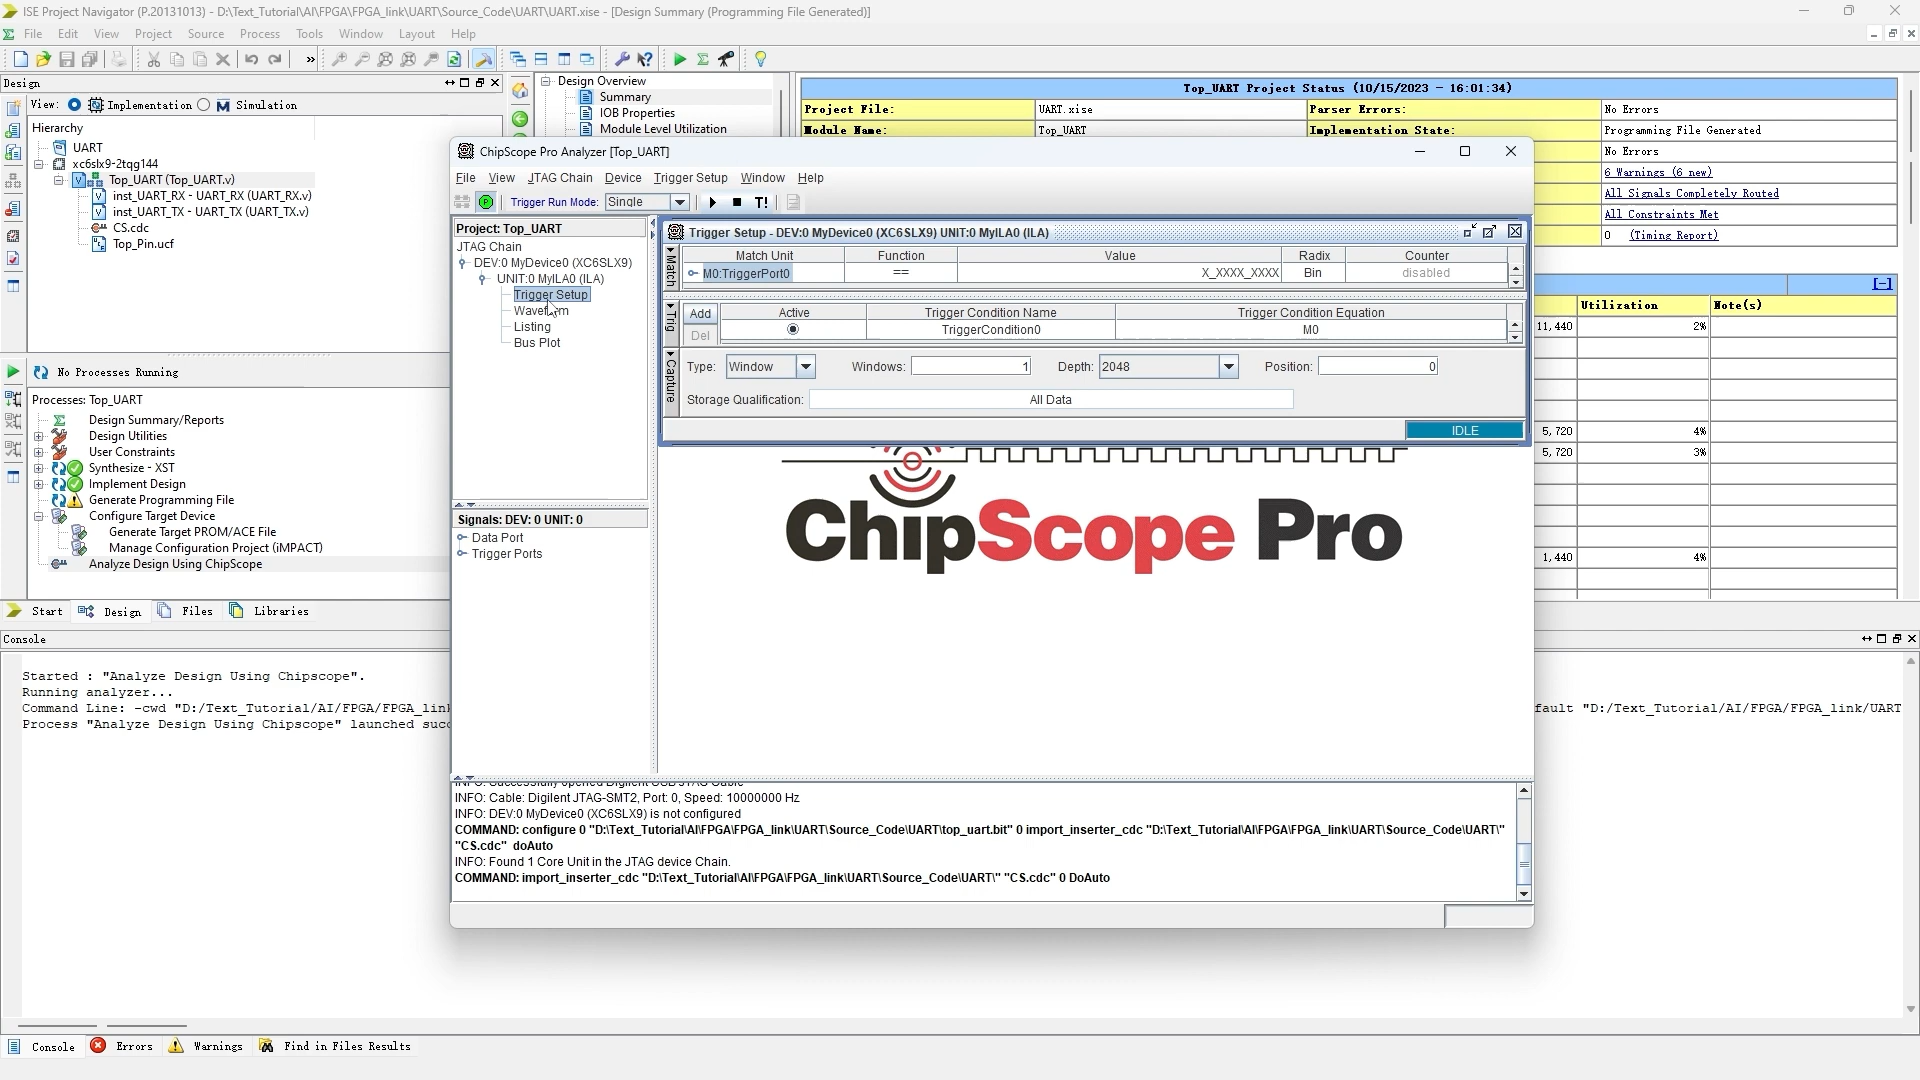 ISE Project Navigator (P.20131013) - D:\Text_Tutorial\AI\FPGA\FPGA_link\UART\Source_Code\UART\UART.xise - [Design Summary (Programming File Generated)]
File Edit View Project Source Process Tools Window Layout Help
Design
View: Implementation Simulation
Hierarchy
UART
xc6slx9-2tqg144
Top_UART (Top_UART.v)
inst_UART_RX - UART_RX (UART_RX.v)
inst_UART_TX - UART_TX (UART_TX.v)
CS.cdc
Top_Pin.ucf
No Processes Running
Processes: Top_UART
Design Summary/Reports
Design Utilities
User Constraints
Synthesize - XST
Implement Design
Generate Programming File
Configure Target Device
Generate Target PROM/ACE File
Manage Configuration Project (iMPACT)
Analyze Design Using ChipScope
Start Design Files Libraries
Design Overview
Summary
IOB Properties
Module Level Utilization
Top_UART Project Status (10/15/2023 - 16:01:34)
Project File: UART.xise Parser Errors: No Errors
Module Name: Top_UART Implementation State: Programming File Generated
No Errors
6 Warnings (6 new)
All Signals Completely Routed
All Constraints Met
0 (Timing Report)
[-]
Utilization Note(s)
11,440 2%
5,720 4%
5,720 3%
1,440 4%
ChipScope Pro Analyzer [Top_UART]
File View JTAG Chain Device Trigger Setup Window Help
Trigger Run Mode: Single T!
Project: Top_UART
JTAG Chain
DEV:0 MyDevice0 (XC6SLX9)
UNIT:0 MyILA0 (ILA)
Trigger Setup
Waveform
Listing
Bus Plot
Signals: DEV: 0 UNIT: 0
Data Port
Trigger Ports
Trigger Setup - DEV:0 MyDevice0 (XC6SLX9) UNIT:0 MyILA0 (ILA)
Match
Match Unit Function Value Radix Counter
M0:TriggerPort0 == X_XXXX_XXXX Bin disabled
Trig
Add Active Trigger Condition Name Trigger Condition Equation
Del TriggerCondition0 M0
Capture
Type: Window Windows: 1 Depth: 2048 Position: 0
Storage Qualification: All Data
IDLE
ChipScope Pro
INFO: Successfully opened Digilent USB JTAG Cable
INFO: Cable: Digilent JTAG-SMT2, Port: 0, Speed: 10000000 Hz
INFO: DEV:0 MyDevice0 (XC6SLX9) is not configured
COMMAND: configure 0 "D:\Text_Tutorial\AI\FPGA\FPGA_link\UART\Source_Code\UART\top_uart.bit" 0 import_inserter_cdc "D:\Text_Tutorial\AI\FPGA\FPGA_link\UART\Source_Code\UART\"
"CS.cdc" doAuto
INFO: Found 1 Core Unit in the JTAG device Chain.
COMMAND: import_inserter_cdc "D:\Text_Tutorial\AI\FPGA\FPGA_link\UART\Source_Code\UART\" "CS.cdc" 0 DoAuto
Console
Started : "Analyze Design Using Chipscope".
Running analyzer...
Command Line: -cwd "D:/Text_Tutorial/AI/FPGA/FPGA_lin fault "D:/Text_Tutorial/AI/FPGA/FPGA_link/UART
Process "Analyze Design Using Chipscope" launched succ
Console Errors Warnings Find in Files Results